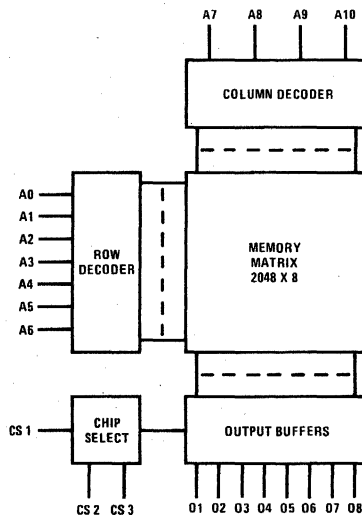 A7 A8 A9 A10
COLUMN DECODER
A0
A1
A2
A3
A4
A5
A6
ROW
DECODER
MEMORY
MATRIX
2048 X 8
CS 1
CHIP
SELECT
OUTPUT BUFFERS
CS 2 CS 3
01 02 03 04 05 06 07 08